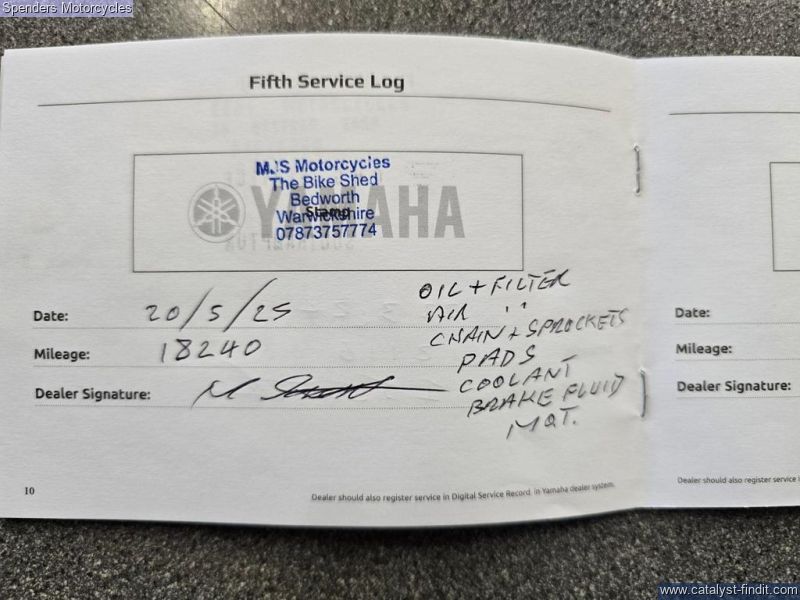 Spenders Motorcycles
Fifth Service Log
MJS Motorcycles
The Bike Shed
Bedworth
Warwickshire
07873757774
YAMAHA
Stamp
OIL + FILTER
AIR "
CHAIN + SPROCKETS
PADS
COOLANT
BRAKE FLUID
MOT.
Date: 20/5/25
Mileage: 18240
Dealer Signature: M
10
Dealer should also register service in Digital Service Record in Yamaha dealer system.
Date:
Mileage:
Dealer Signature:
Dealer should also register service
www.catalyst-findit.com